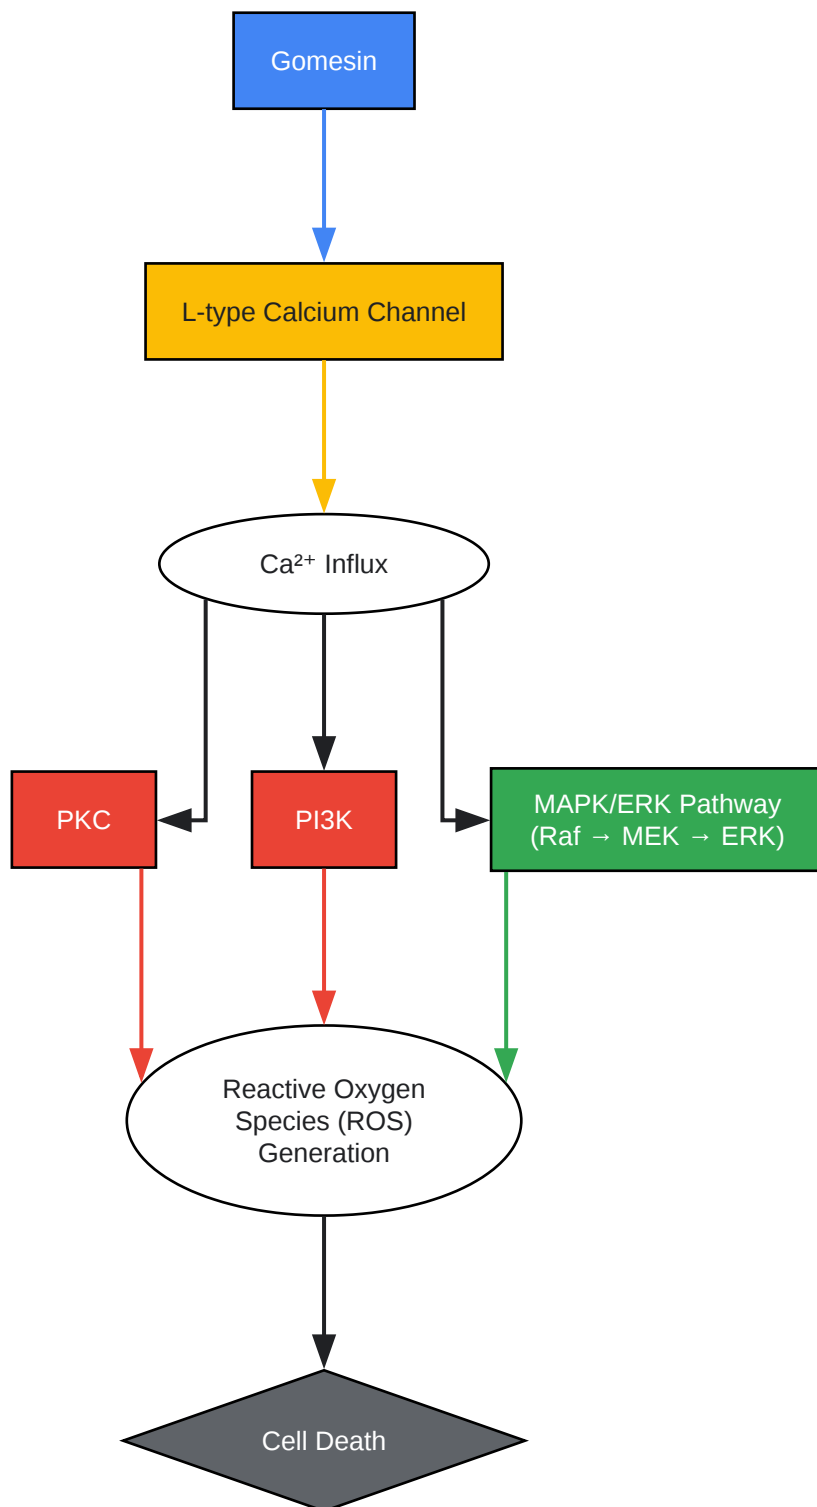 Gomesin
L-type Calcium Channel
Ca²⁺ Influx
PKC
PI3K
MAPK/ERK Pathway
(Raf → MEK → ERK)
Reactive Oxygen
Species (ROS)
Generation
Cell Death